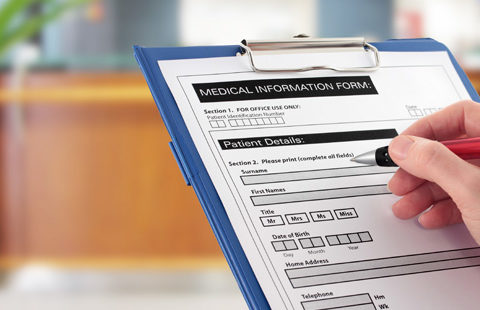 MEDICAL INFORMATION FORM:
Section 1. FOR OFFICE USE ONLY:
Patient Identification Number
Date
Patient Details:
Section 2. Please print (complete all fields)
Surname
First Names
Title
Mr Mrs Ms Miss
Date of Birth
Day Month Year
Home Address
Telephone Hm
Wk